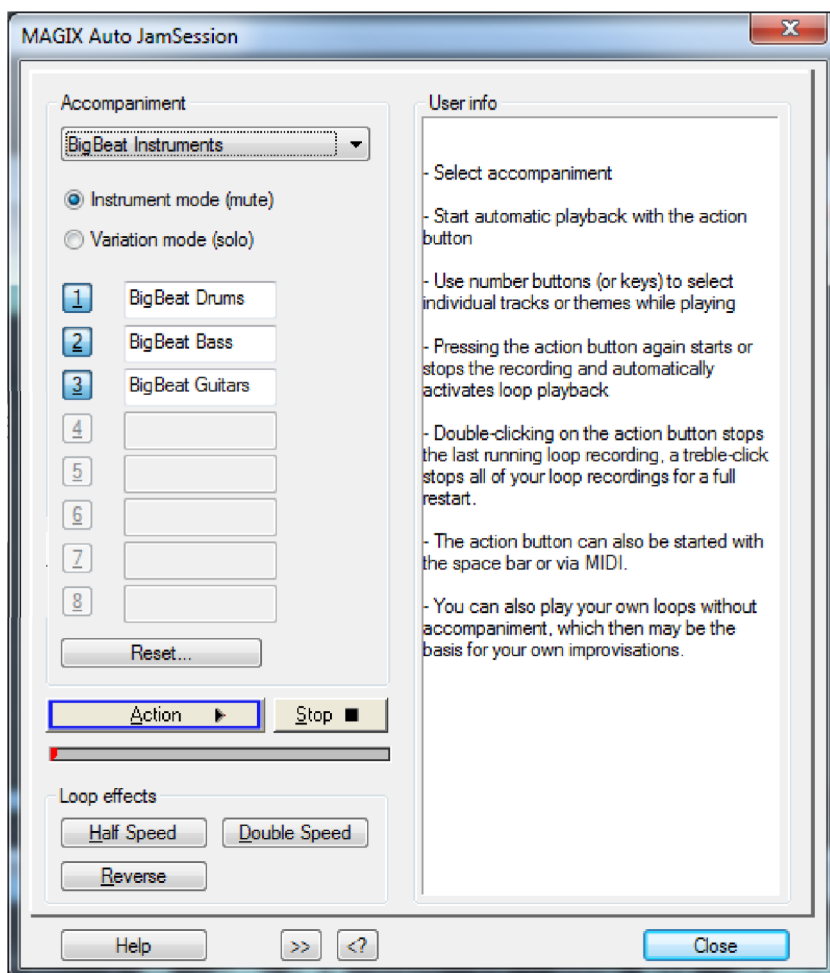 MAGIX Auto JamSession
x
Accompaniment
BigBeat Instruments
Instrument mode (mute)
Variation mode (solo)
1 BigBeat Drums
2 BigBeat Bass
3 BigBeat Guitars
4
5
6
7
8
Reset...
Action
Stop
Loop effects
Half Speed
Double Speed
Reverse
User info
- Select accompaniment
- Start automatic playback with the action
button
- Use number buttons (or keys) to select
individual tracks or themes while playing
- Pressing the action button again starts or
stops the recording and automatically
activates loop playback
- Double-clicking on the action button stops
the last running loop recording, a treble-click
stops all of your loop recordings for a full
restart.
- The action button can also be started with
the space bar or via MIDI.
- You can also play your own loops without
accompaniment, which then may be the
basis for your own improvisations.
Help
>>
<?
Close